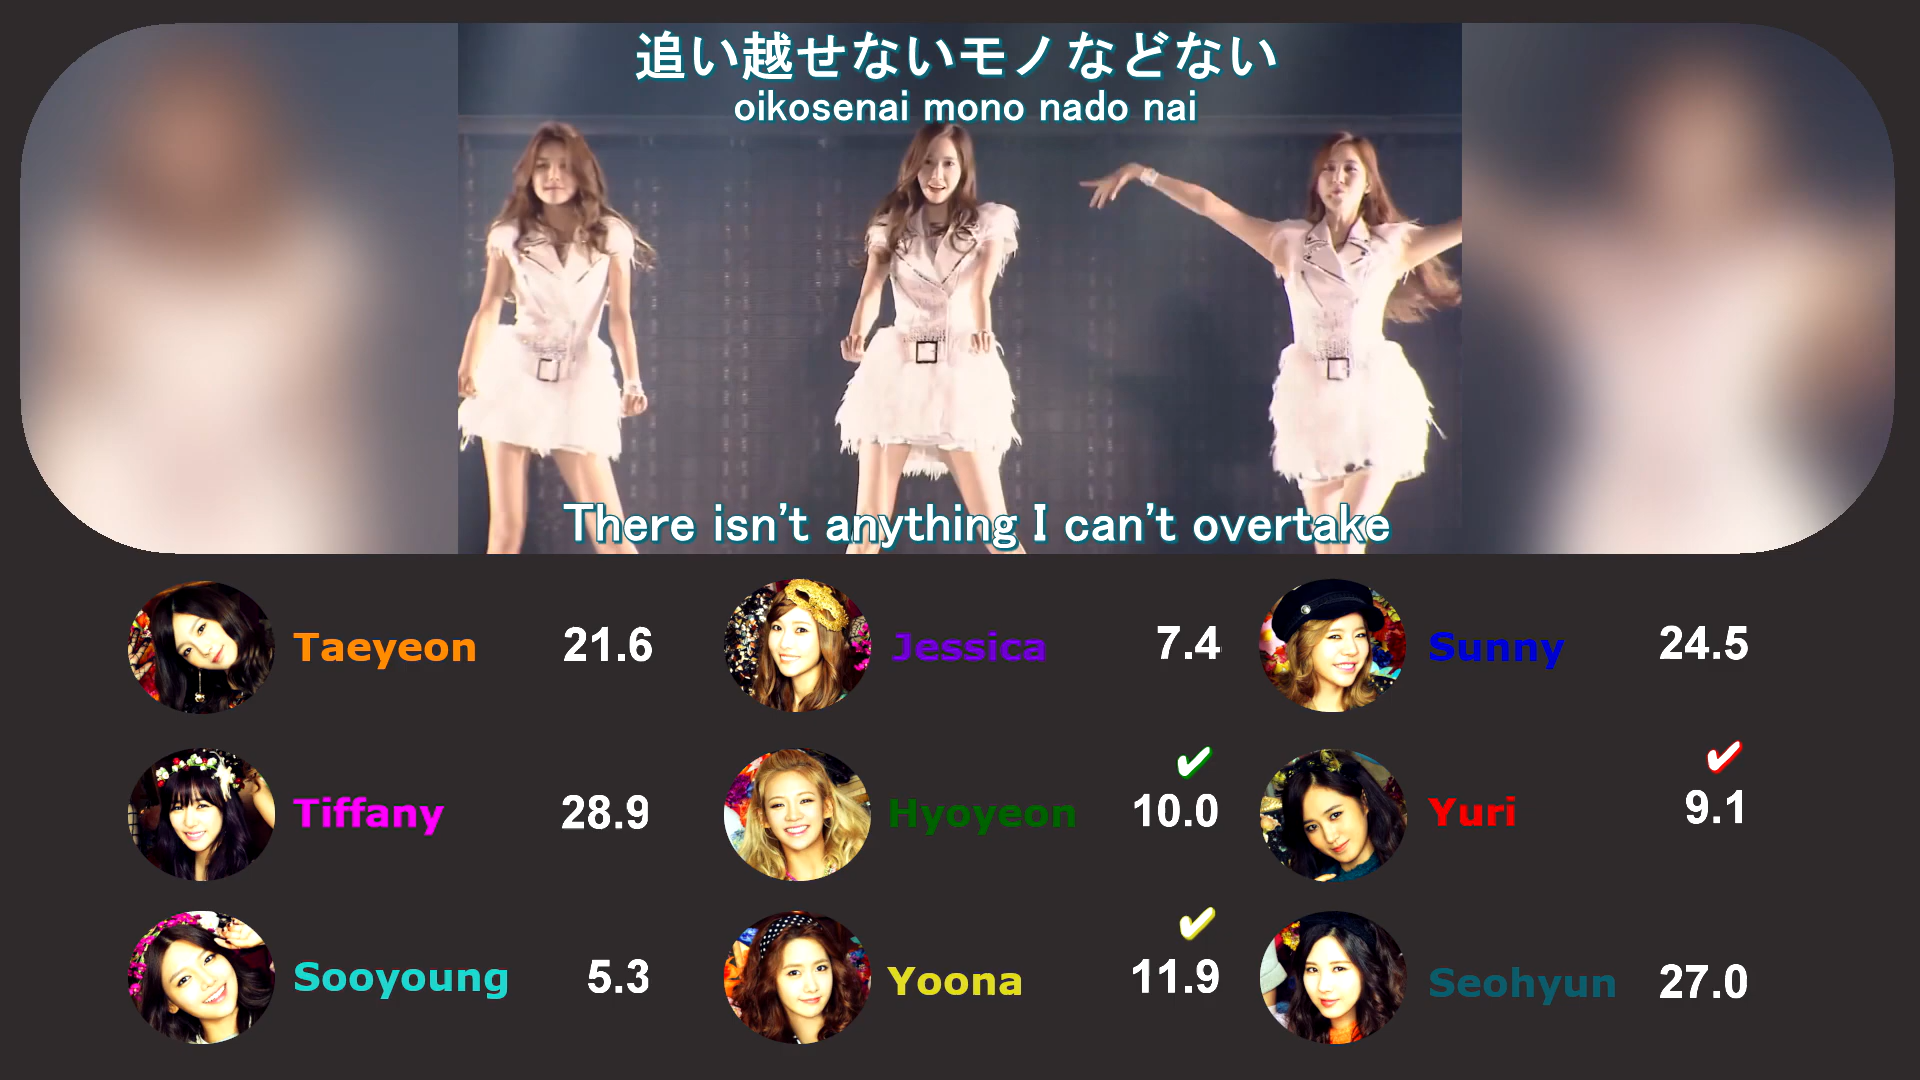 追い越せないモノなどない
oikosenai mono nado nai
There isn't anything I can't overtake
Taeyeon 21.6
Jessica 7.4
Sunny 24.5
Tiffany 28.9
Hyoyeon 10.0
Yuri 9.1
Sooyoung 5.3
Yoona 11.9
Seohyun 27.0